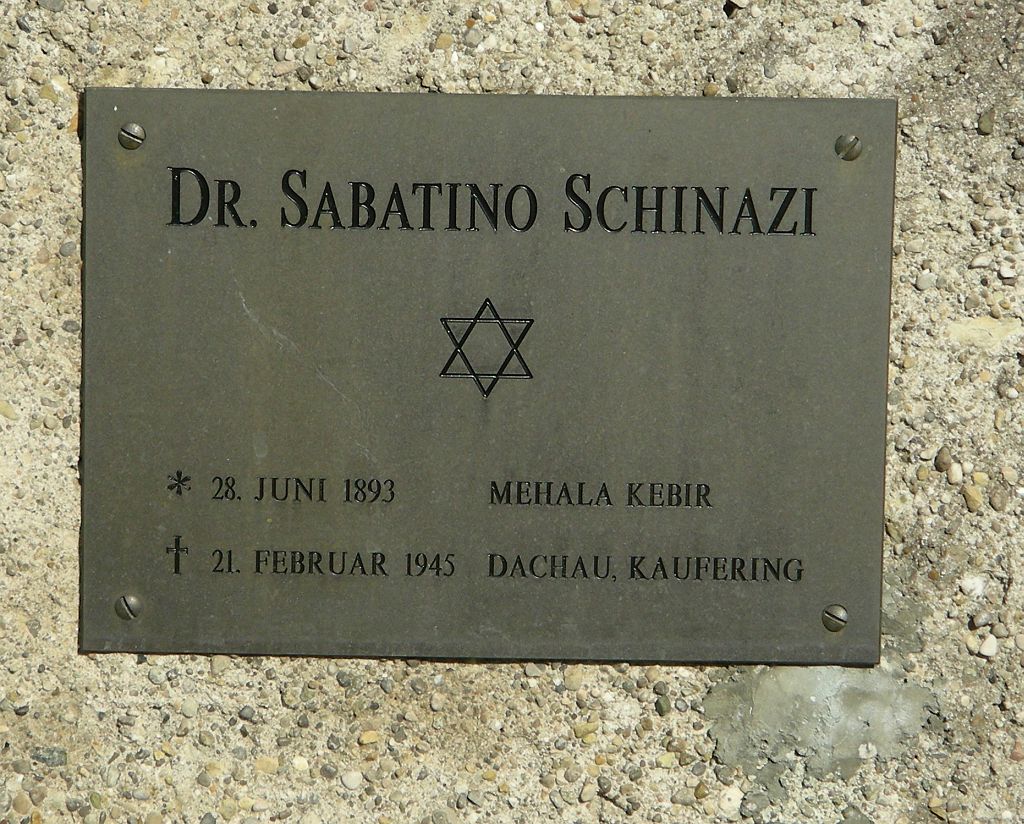 DR. SABATINO SCHINAZI
* 28. JUNI 1893 MEHALA KEBIR
† 21. FEBRUAR 1945 DACHAU, KAUFERING